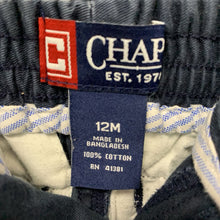 C CHAP
EST. 197
12M
MADE IN
BANGLADESH
100% COTTON
RN 41381